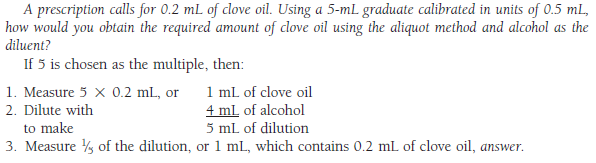 A prescription calls for 0.2 mL of clove oil. Using a 5-mL graduate calibrated in units of 0.5 mL,
how would you obtain the required amount of clove oil using the aliquot method and alcohol as the
diluent?
If 5 is chosen as the multiple, then:
1. Measure 5 × 0.2 mL, or 1 mL of clove oil
2. Dilute with 4 mL of alcohol
to make 5 mL of dilution
3. Measure ⅕ of the dilution, or 1 mL, which contains 0.2 mL of clove oil, answer.